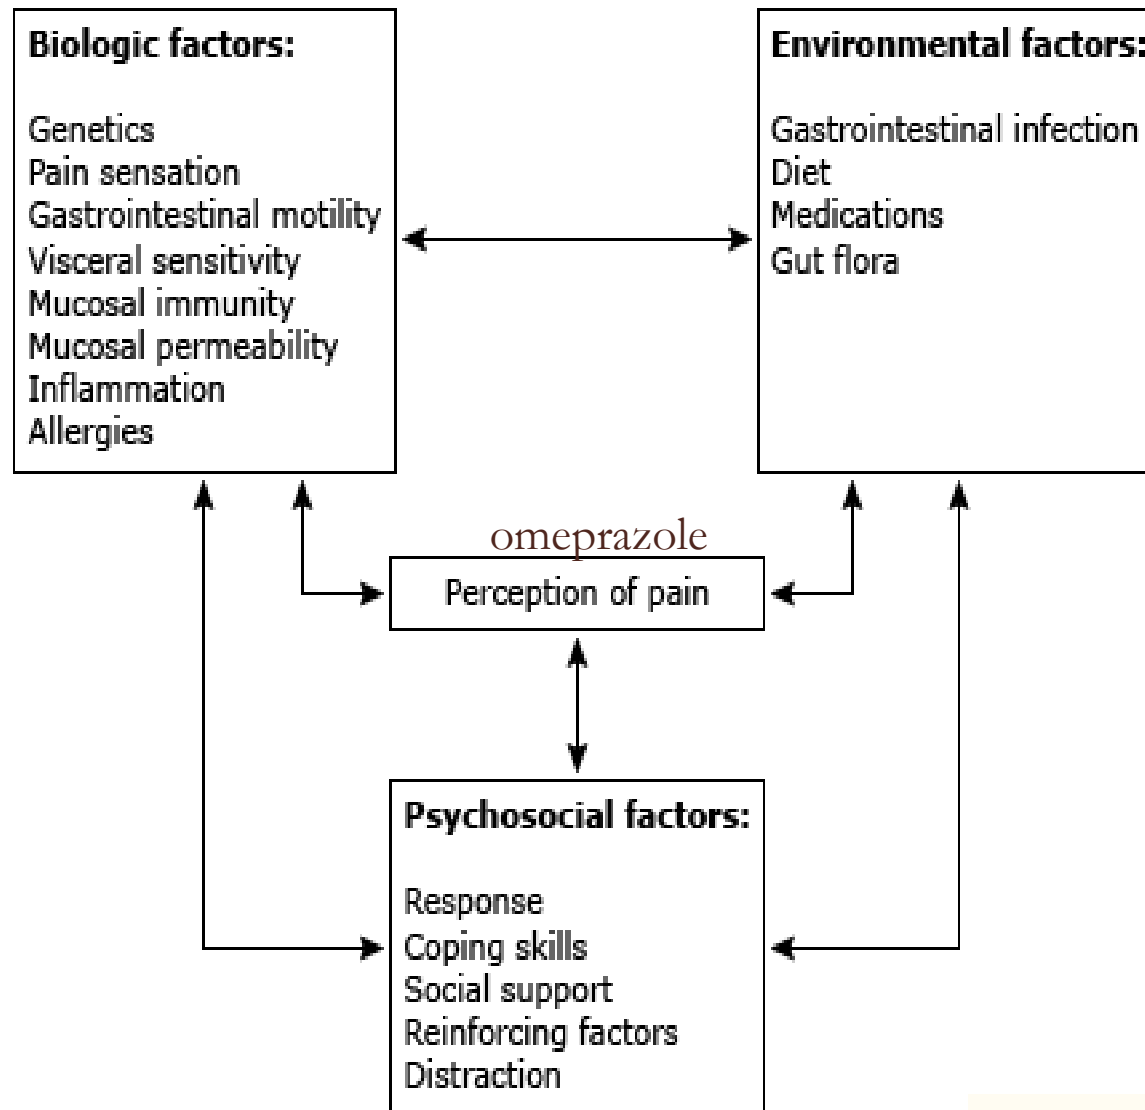 Biologic factors:
Genetics
Pain sensation
Gastrointestinal motility
Visceral sensitivity
Mucosal immunity
Mucosal permeability
Inflammation
Allergies
Environmental factors:
Gastrointestinal infection
Diet
Medications
Gut flora
omeprazole
Perception of pain
Psychosocial factors:
Response
Coping skills
Social support
Reinforcing factors
Distraction